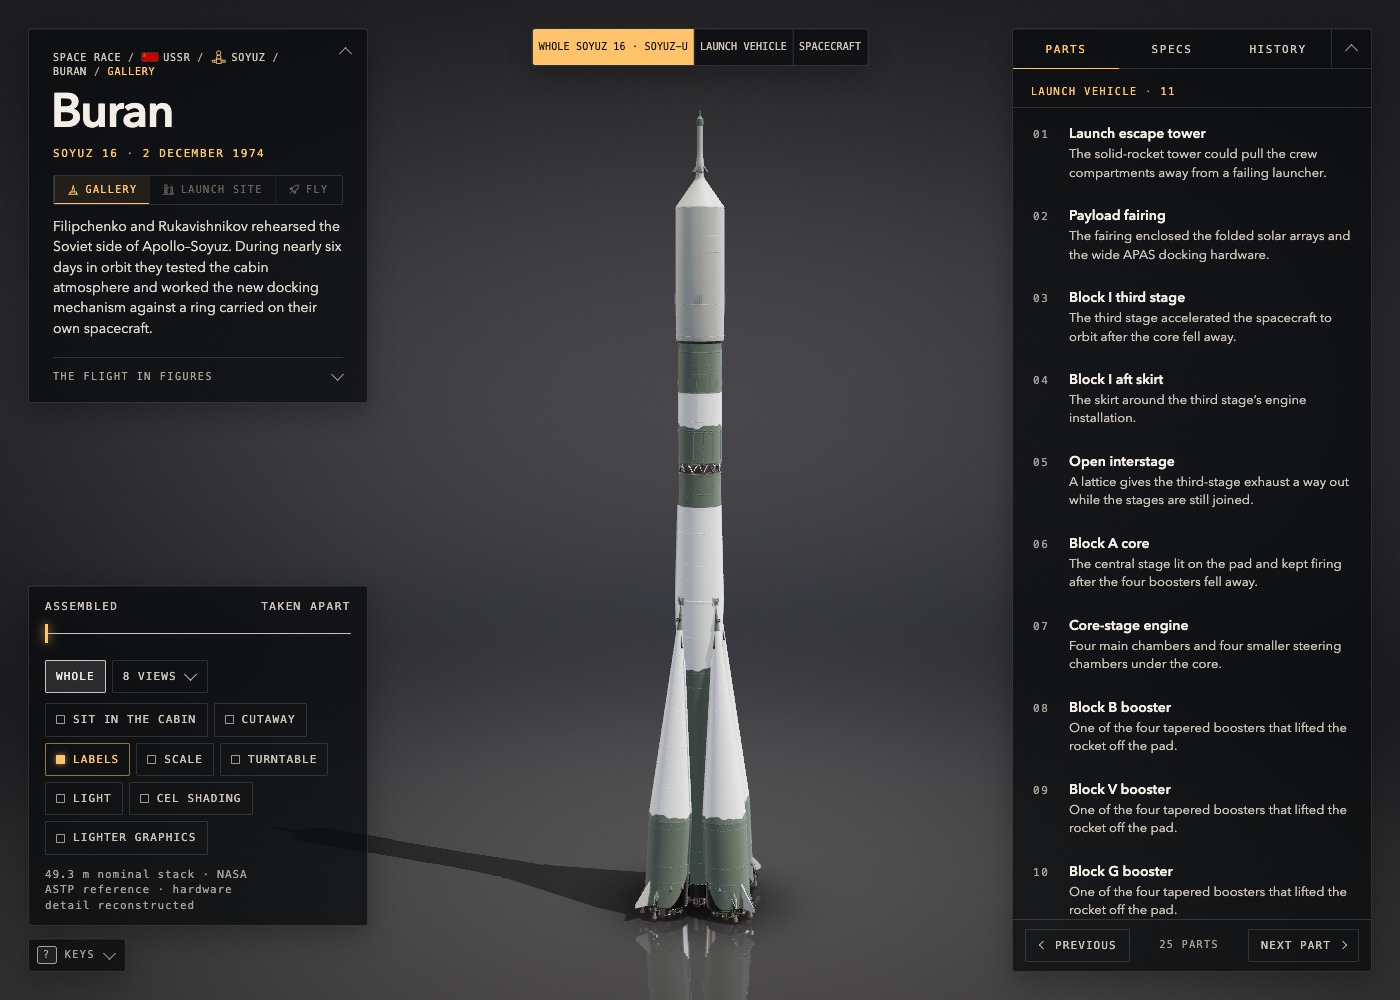 SPACE RACE / USSR / SOYUZ /
BURAN / GALLERY
Buran
SOYUZ 16 · 2 DECEMBER 1974
GALLERY LAUNCH SITE FLY
Filipchenko and Rukavishnikov rehearsed the
Soviet side of Apollo–Soyuz. During nearly six
days in orbit they tested the cabin
atmosphere and worked the new docking
mechanism against a ring carried on their
own spacecraft.
THE FLIGHT IN FIGURES
WHOLE SOYUZ 16 · SOYUZ-U LAUNCH VEHICLE SPACECRAFT
ASSEMBLED TAKEN APART
WHOLE 8 VIEWS
SIT IN THE CABIN CUTAWAY
LABELS SCALE TURNTABLE
LIGHT CEL SHADING
LIGHTER GRAPHICS
49.3 m nominal stack · NASA
ASTP reference · hardware
detail reconstructed
? KEYS
PARTS SPECS HISTORY
LAUNCH VEHICLE · 11
01 Launch escape tower
The solid-rocket tower could pull the crew
compartments away from a failing launcher.
02 Payload fairing
The fairing enclosed the folded solar arrays and
the wide APAS docking hardware.
03 Block I third stage
The third stage accelerated the spacecraft to
orbit after the core fell away.
04 Block I aft skirt
The skirt around the third stage’s engine
installation.
05 Open interstage
A lattice gives the third-stage exhaust a way out
while the stages are still joined.
06 Block A core
The central stage lit on the pad and kept firing
after the four boosters fell away.
07 Core-stage engine
Four main chambers and four smaller steering
chambers under the core.
08 Block B booster
One of the four tapered boosters that lifted the
rocket off the pad.
09 Block V booster
One of the four tapered boosters that lifted the
rocket off the pad.
10 Block G booster
One of the four tapered boosters that lifted the
rocket off the pad.
PREVIOUS 25 PARTS NEXT PART